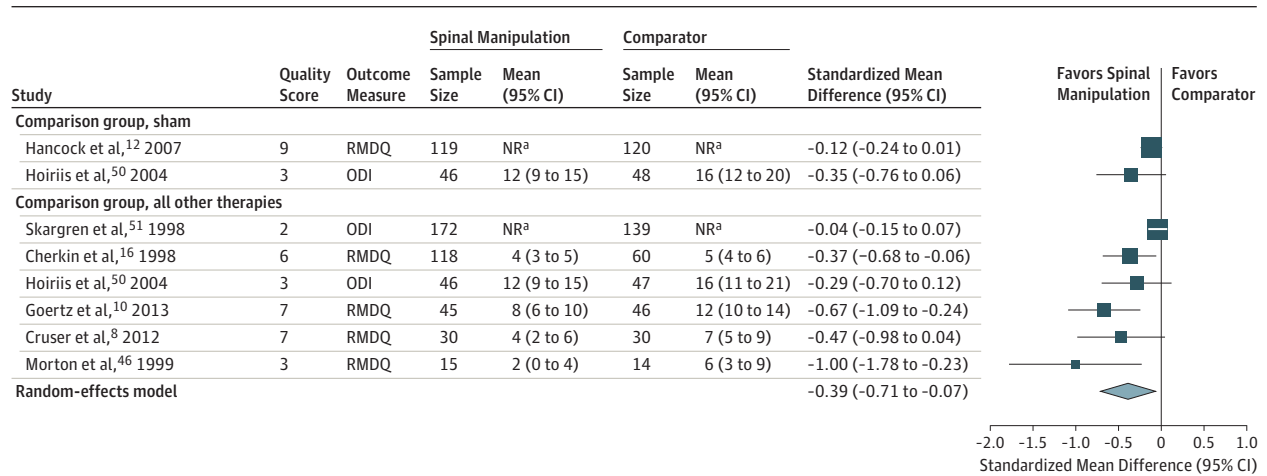 Spinal Manipulation Comparator
Quality Outcome Sample Mean Sample Mean Standardized Mean Favors Spinal Favors
Study Score Measure Size (95% CI) Size (95% CI) Difference (95% CI) Manipulation Comparator
Comparison group, sham
Hancock et al,12 2007 9 RMDQ 119 NRa 120 NRa -0.12 (-0.24 to 0.01)
Hoiriis et al,50 2004 3 ODI 46 12 (9 to 15) 48 16 (12 to 20) -0.35 (-0.76 to 0.06)
Comparison group, all other therapies
Skargren et al,51 1998 2 ODI 172 NRa 139 NRa -0.04 (-0.15 to 0.07)
Cherkin et al,16 1998 6 RMDQ 118 4 (3 to 5) 60 5 (4 to 6) -0.37 (-0.68 to -0.06)
Hoiriis et al,50 2004 3 ODI 46 12 (9 to 15) 47 16 (11 to 21) -0.29 (-0.70 to 0.12)
Goertz et al,10 2013 7 RMDQ 45 8 (6 to 10) 46 12 (10 to 14) -0.67 (-1.09 to -0.24)
Cruser et al,8 2012 7 RMDQ 30 4 (2 to 6) 30 7 (5 to 9) -0.47 (-0.98 to 0.04)
Morton et al,46 1999 3 RMDQ 15 2 (0 to 4) 14 6 (3 to 9) -1.00 (-1.78 to -0.23)
Random-effects model -0.39 (-0.71 to -0.07)
-2.0 -1.5 -1.0 -0.5 0 0.5 1.0
Standardized Mean Difference (95% CI)